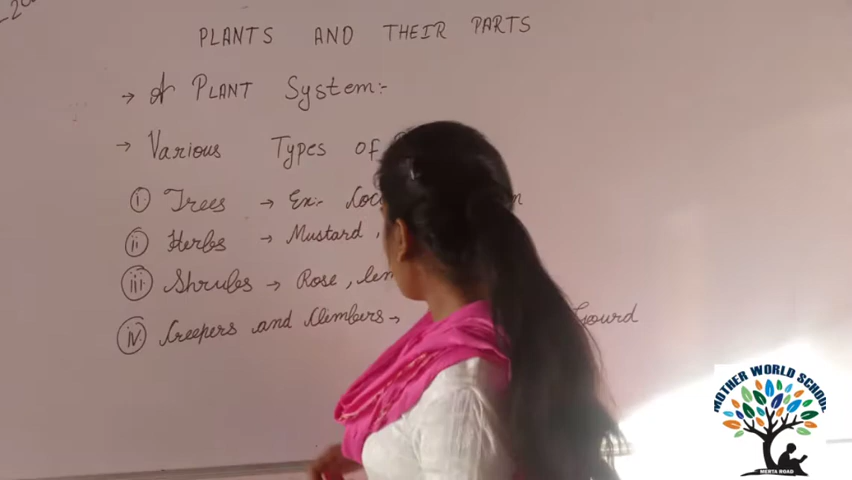 PLANTS AND THEIR PARTS
→ A PLANT System:-
→ Various Types of
(i) Trees → Ex:-
(ii) Herbs → Mustard,
(iii) Shrubs → Rose,
(iv) Creepers and Climbers →
Gourd
MOTHER WORLD SCHOOL
MERTA ROAD